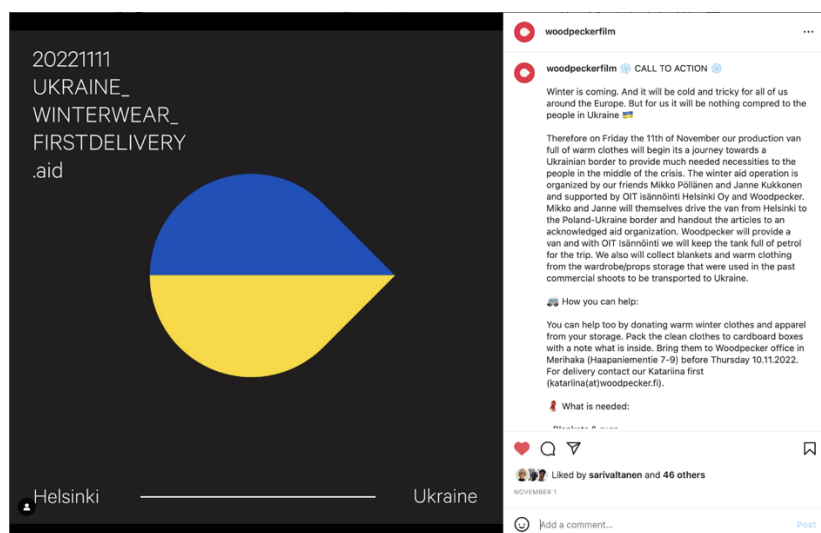 20221111
UKRAINE_
WINTERWEAR_
FIRSTDELIVERY
.aid
Helsinki
Ukraine
woodpeckerfilm
woodpeckerfilm ❄️ CALL TO ACTION ❄️
Winter is coming. And it will be cold and tricky for all of us
around the Europe. But for us it will be nothing compred to the
people in Ukraine 🇺🇦
Therefore on Friday the 11th of November our production van
full of warm clothes will begin its a journey towards a
Ukrainian border to provide much needed necessities to the
people in the middle of the crisis. The winter aid operation is
organized by our friends Mikko Pöllänen and Janne Kukkonen
and supported by OIT isännöinti Helsinki Oy and Woodpecker.
Mikko and Janne will themselves drive the van from Helsinki to
the Poland-Ukraine border and handout the articles to an
acknowledged aid organization. Woodpecker will provide a
van and with OIT Isännöinti we will keep the tank full of petrol
for the trip. We also will collect blankets and warm clothing
from the wardrobe/props storage that were used in the past
commercial shoots to be transported to Ukraine.
🚐 How you can help:
You can help too by donating warm winter clothes and apparel
from your storage. Pack the clean clothes to cardboard boxes
with a note what is inside. Bring them to Woodpecker office in
Merihaka (Haapaniementie 7-9) before Thursday 10.11.2022.
For delivery contact our Katariina first
(katariina(at)woodpecker.fi).
🧣 What is needed:
Liked by sarivaltanen and 46 others
NOVEMBER 1
Add a comment...
Post